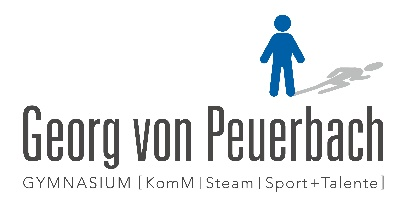 Georg von Peuerbach
GYMNASIUM [KomM|Steam|Sport+Talente]